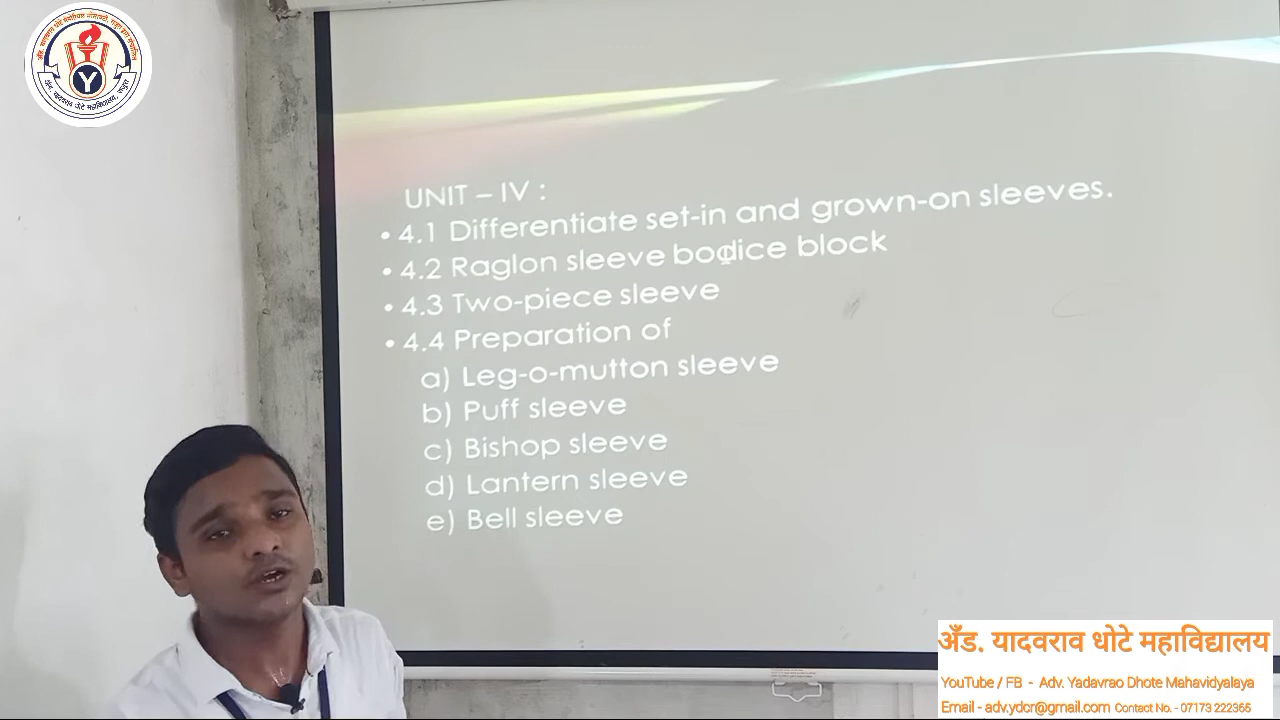 Y
UNIT – IV :
• 4.1 Differentiate set-in and grown-on sleeves.
• 4.2 Raglon sleeve bodice block
• 4.3 Two-piece sleeve
• 4.4 Preparation of
a) Leg-o-mutton sleeve
b) Puff sleeve
c) Bishop sleeve
d) Lantern sleeve
e) Bell sleeve
अँड. यादवराव धोटे महाविद्यालय
YouTube / FB - Adv. Yadavrao Dhote Mahavidyalaya
Email - adv.ydcr@gmail.com Contact No. - 07173 222365